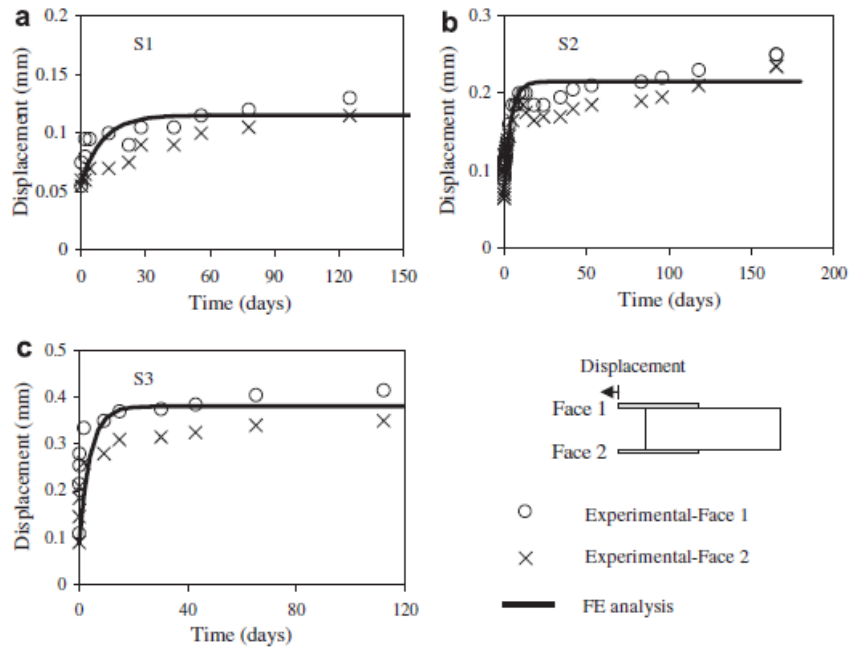 a
S1
Displacement (mm)
0.2
0.15
0.1
0.05
0
0 30 60 90 120 150
Time (days)
b
S2
Displacement (mm)
0.3
0.2
0.1
0
0 50 100 150 200
Time (days)
c
S3
Displacement (mm)
0.5
0.4
0.3
0.2
0.1
0
0 40 80 120
Time (days)
Displacement
Face 1
Face 2
Experimental-Face 1
Experimental-Face 2
FE analysis